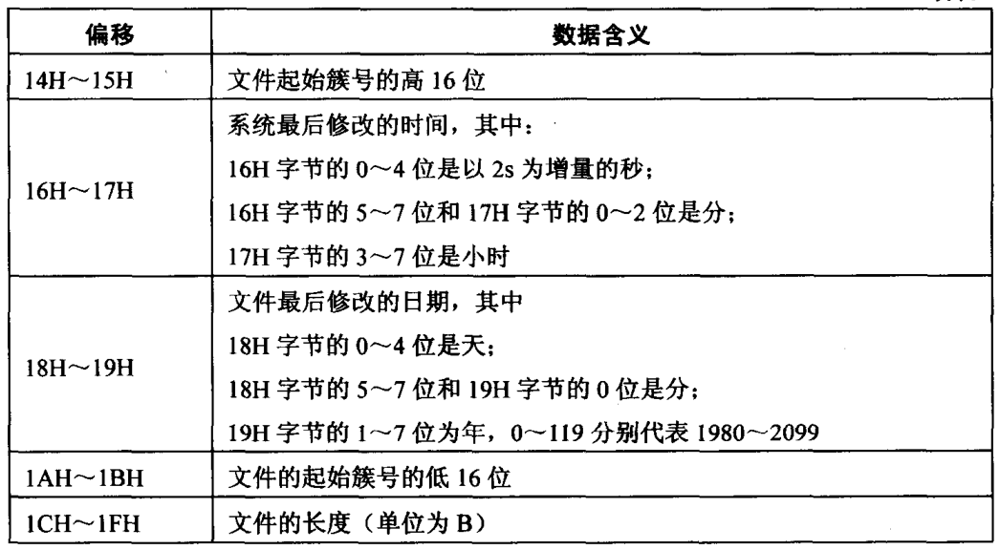 偏移 数据含义
14H～15H 文件起始簇号的高 16 位
16H～17H
系统最后修改的时间，其中：
16H 字节的 0～4 位是以 2s 为增量的秒；
16H 字节的 5～7 位和 17H 字节的 0～2 位是分；
17H 字节的 3～7 位是小时
18H～19H
文件最后修改的日期，其中
18H 字节的 0～4 位是天；
18H 字节的 5～7 位和 19H 字节的 0 位是分；
19H 字节的 1～7 位为年，0～119 分别代表 1980～2099
1AH～1BH 文件的起始簇号的低 16 位
1CH～1FH 文件的长度（单位为 B）